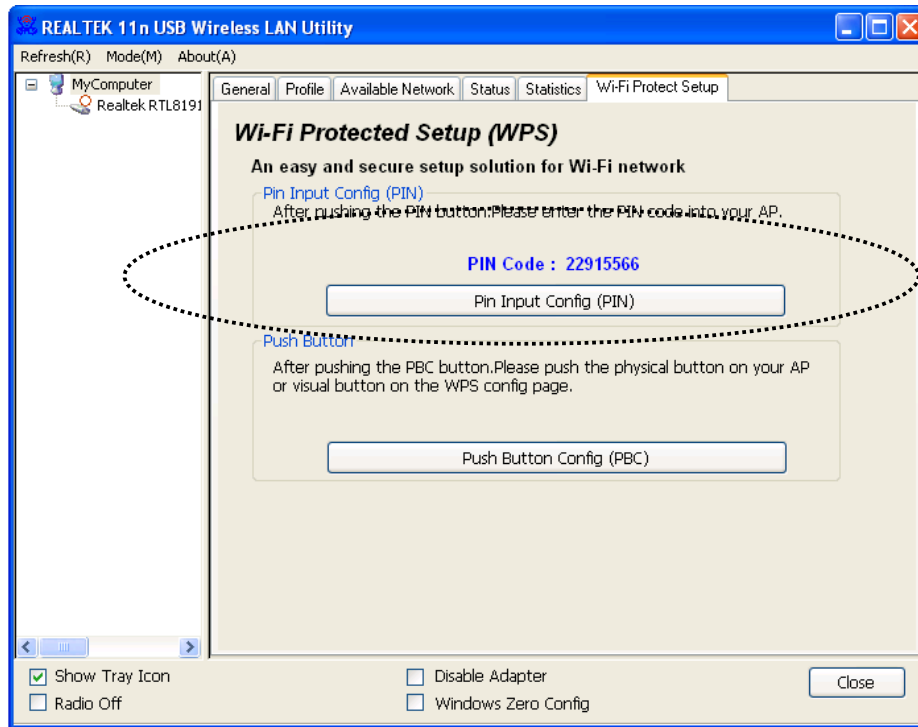 REALTEK 11n USB Wireless LAN Utility
Refresh(R) Mode(M) About(A)
MyComputer
Realtek RTL8191
General Profile Available Network Status Statistics Wi-Fi Protect Setup
Wi-Fi Protected Setup (WPS)
An easy and secure setup solution for Wi-Fi network
Pin Input Config (PIN)
After pushing the PIN button.Please enter the PIN code into your AP.
PIN Code : 22915566
Pin Input Config (PIN)
Push Button
After pushing the PBC button.Please push the physical button on your AP
or visual button on the WPS config page.
Push Button Config (PBC)
Show Tray Icon
Radio Off
Disable Adapter
Windows Zero Config
Close